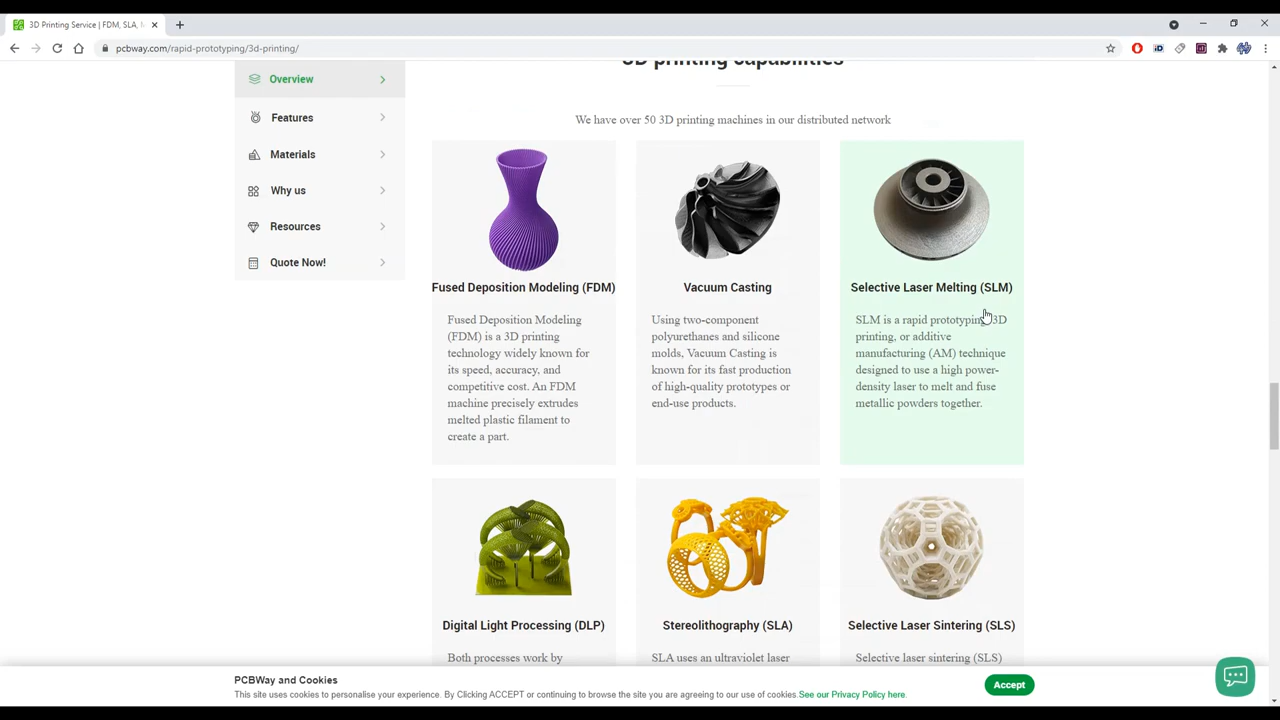 3D Printing Service | FDM, SLA,
pcbway.com/rapid-prototyping/3d-printing/
Overview
Features
Materials
Why us
Resources
Quote Now!
3D printing capabilities
We have over 50 3D printing machines in our distributed network
Fused Deposition Modeling (FDM)
Fused Deposition Modeling
(FDM) is a 3D printing
technology widely known for
its speed, accuracy, and
competitive cost. An FDM
machine precisely extrudes
melted plastic filament to
create a part.
Vacuum Casting
Using two-component
polyurethanes and silicone
molds, Vacuum Casting is
known for its fast production
of high-quality prototypes or
end-use products.
Selective Laser Melting (SLM)
SLM is a rapid prototyping, 3D
printing, or additive
manufacturing (AM) technique
designed to use a high power-
density laser to melt and fuse
metallic powders together.
Digital Light Processing (DLP)
Both processes work by
Stereolithography (SLA)
SLA uses an ultraviolet laser
Selective Laser Sintering (SLS)
Selective laser sintering (SLS)
PCBWay and Cookies
This site uses cookies to personalise your experience. By Clicking ACCEPT or continuing to browse the site you are agreeing to our use of cookies.See our Privacy Policy here.
Accept